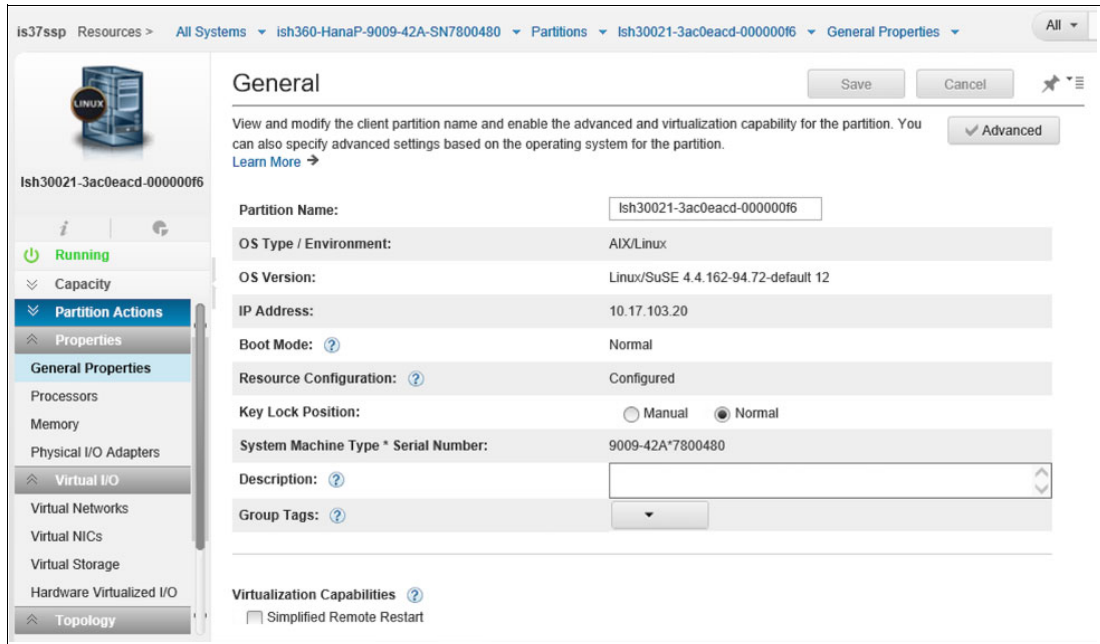 is37ssp Resources > All Systems ish360-HanaP-9009-42A-SN7800480 Partitions lsh30021-3ac0eacd-000000f6 General Properties All
LINUX
lsh30021-3ac0eacd-000000f6
i
Running
Capacity
Partition Actions
Properties
General Properties
Processors
Memory
Physical I/O Adapters
Virtual I/O
Virtual Networks
Virtual NICs
Virtual Storage
Hardware Virtualized I/O
Topology
General
Save Cancel
View and modify the client partition name and enable the advanced and virtualization capability for the partition. You
can also specify advanced settings based on the operating system for the partition.
Learn More →
Advanced
Partition Name: lsh30021-3ac0eacd-000000f6
OS Type / Environment: AIX/Linux
OS Version: Linux/SuSE 4.4.162-94.72-default 12
IP Address: 10.17.103.20
Boot Mode: ? Normal
Resource Configuration: ? Configured
Key Lock Position: Manual Normal
System Machine Type * Serial Number: 9009-42A*7800480
Description: ?
Group Tags: ?
Virtualization Capabilities ?
Simplified Remote Restart